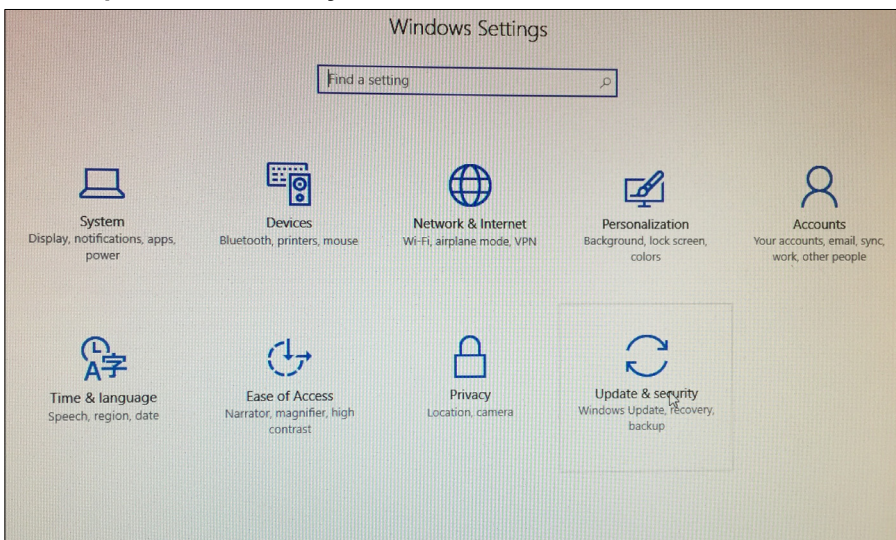 Windows Settings
Find a setting
System
Display, notifications, apps,
power
Devices
Bluetooth, printers, mouse
Network & Internet
Wi-Fi, airplane mode, VPN
Personalization
Background, lock screen,
colors
Accounts
Your accounts, email, sync,
work, other people
Time & language
Speech, region, date
Ease of Access
Narrator, magnifier, high
contrast
Privacy
Location, camera
Update & security
Windows Update, recovery,
backup